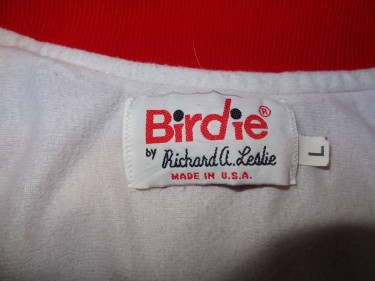 Birdie®
by Richard A. Leslie
MADE IN U.S.A.
L